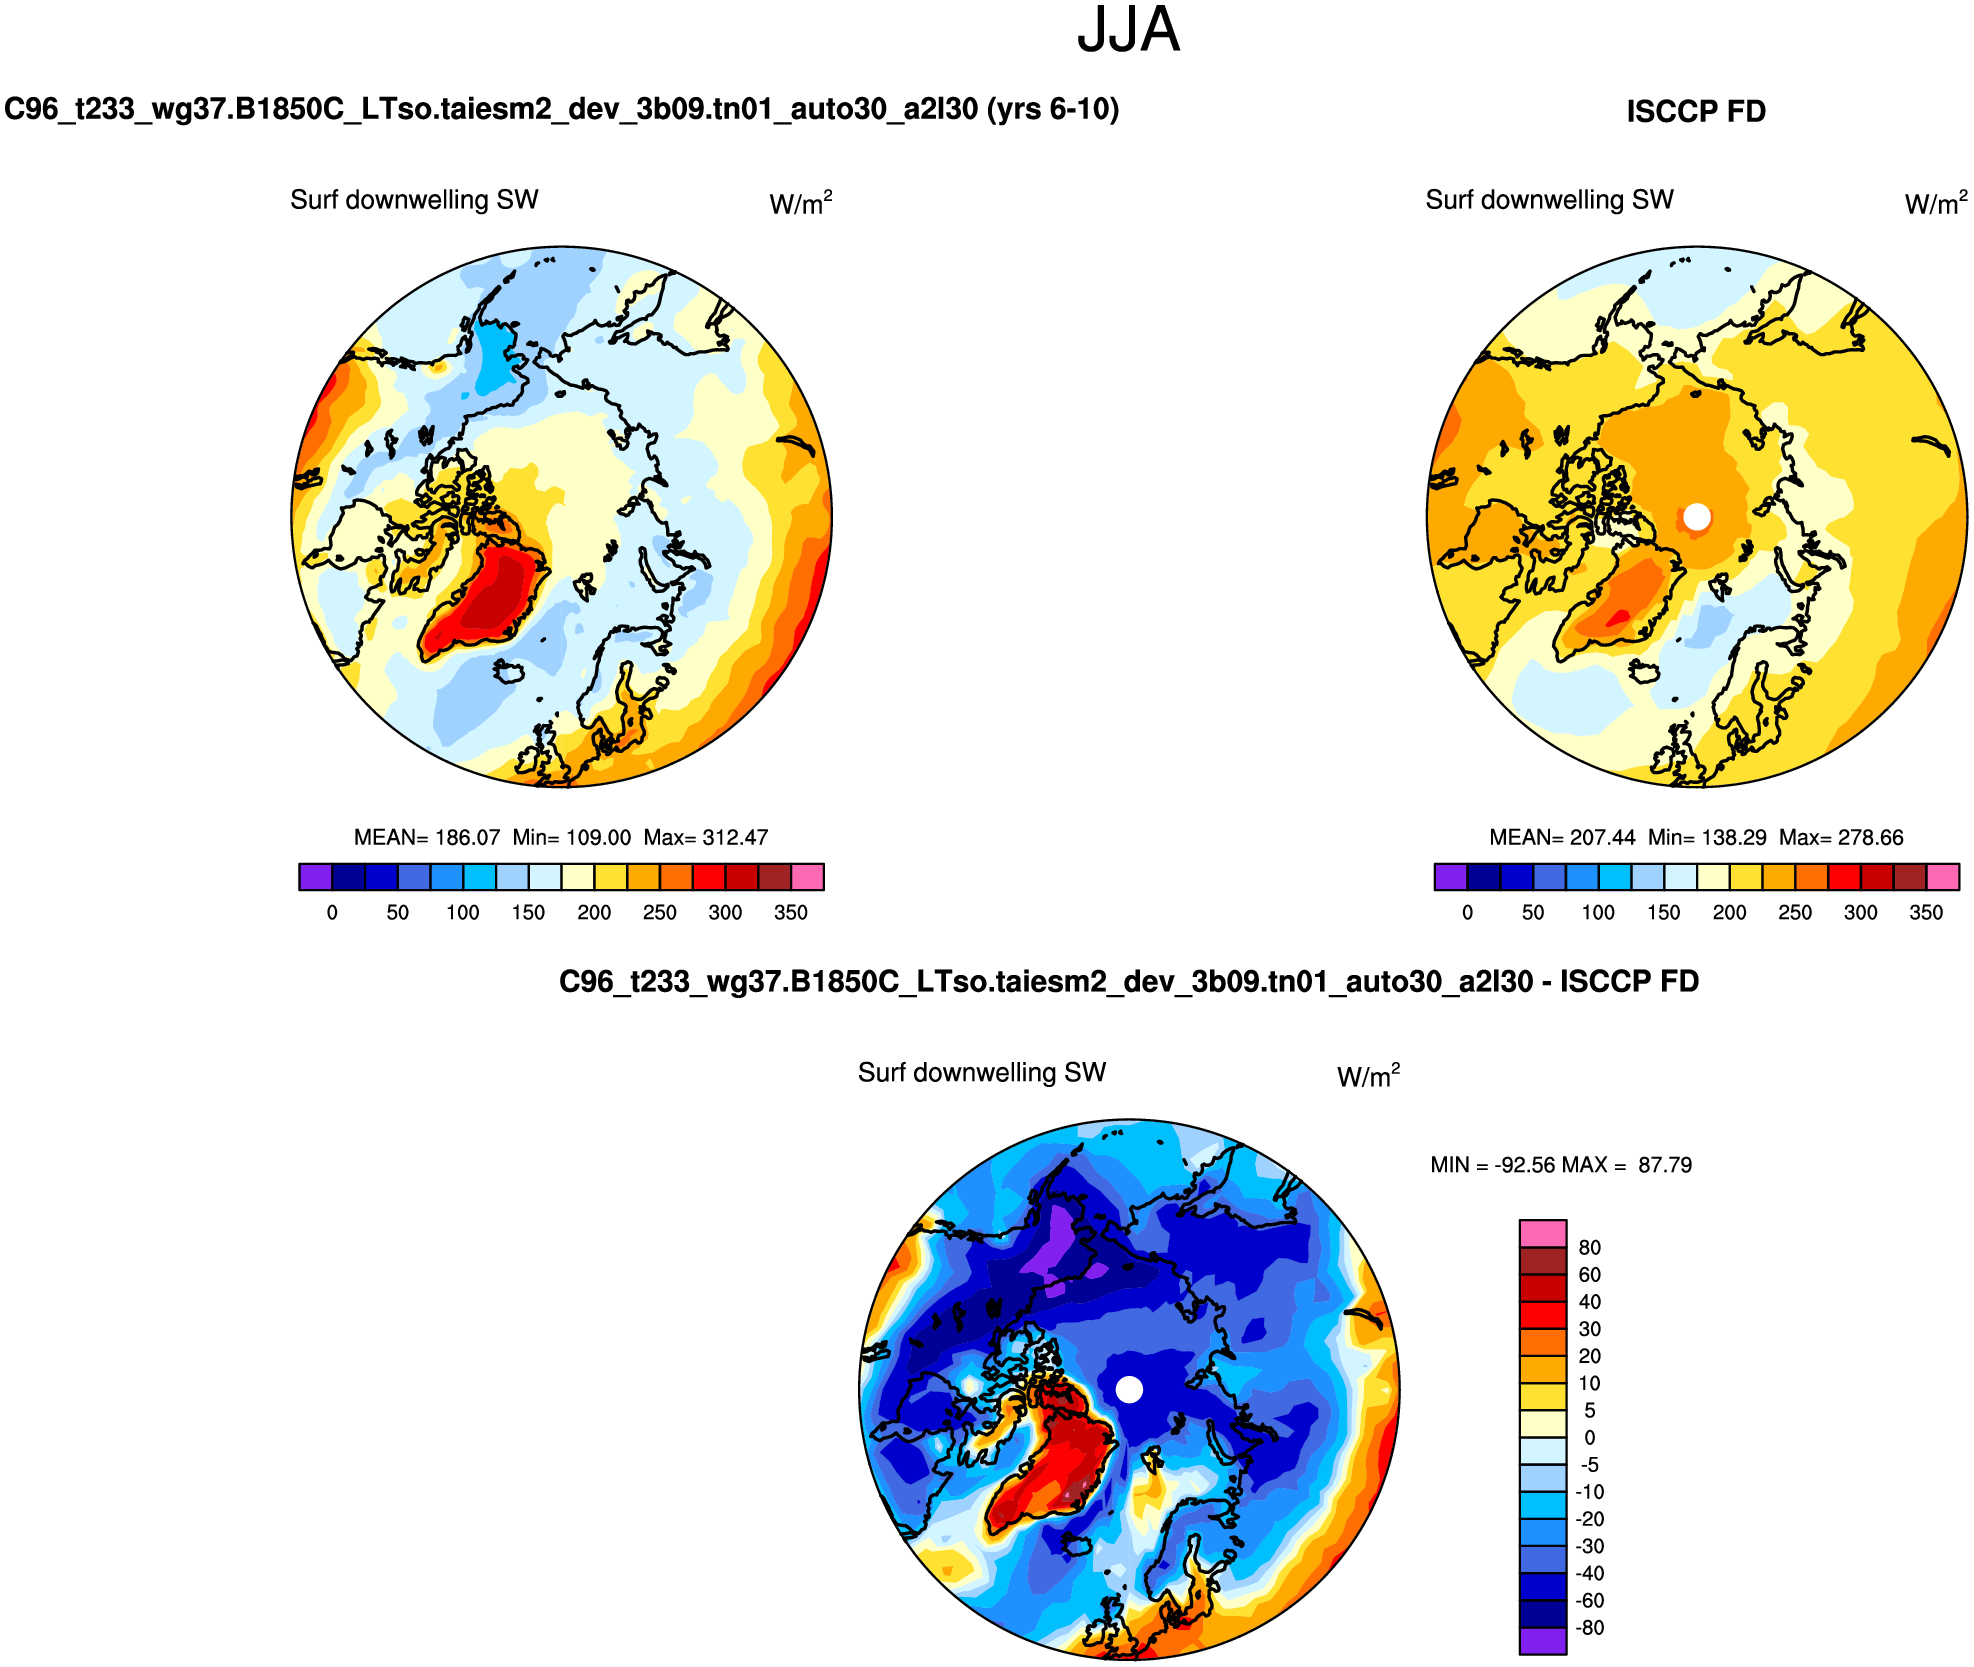 JJA
C96_t233_wg37.B1850C_LTso.taiesm2_dev_3b09.tn01_auto30_a2l30 (yrs 6-10)
ISCCP FD
Surf downwelling SW W/m²
Surf downwelling SW W/m²
MEAN= 186.07 Min= 109.00 Max= 312.47
MEAN= 207.44 Min= 138.29 Max= 278.66
0 50 100 150 200 250 300 350
0 50 100 150 200 250 300 350
C96_t233_wg37.B1850C_LTso.taiesm2_dev_3b09.tn01_auto30_a2l30 - ISCCP FD
Surf downwelling SW W/m²
MIN = -92.56 MAX = 87.79
80
60
40
30
20
10
5
0
-5
-10
-20
-30
-40
-60
-80